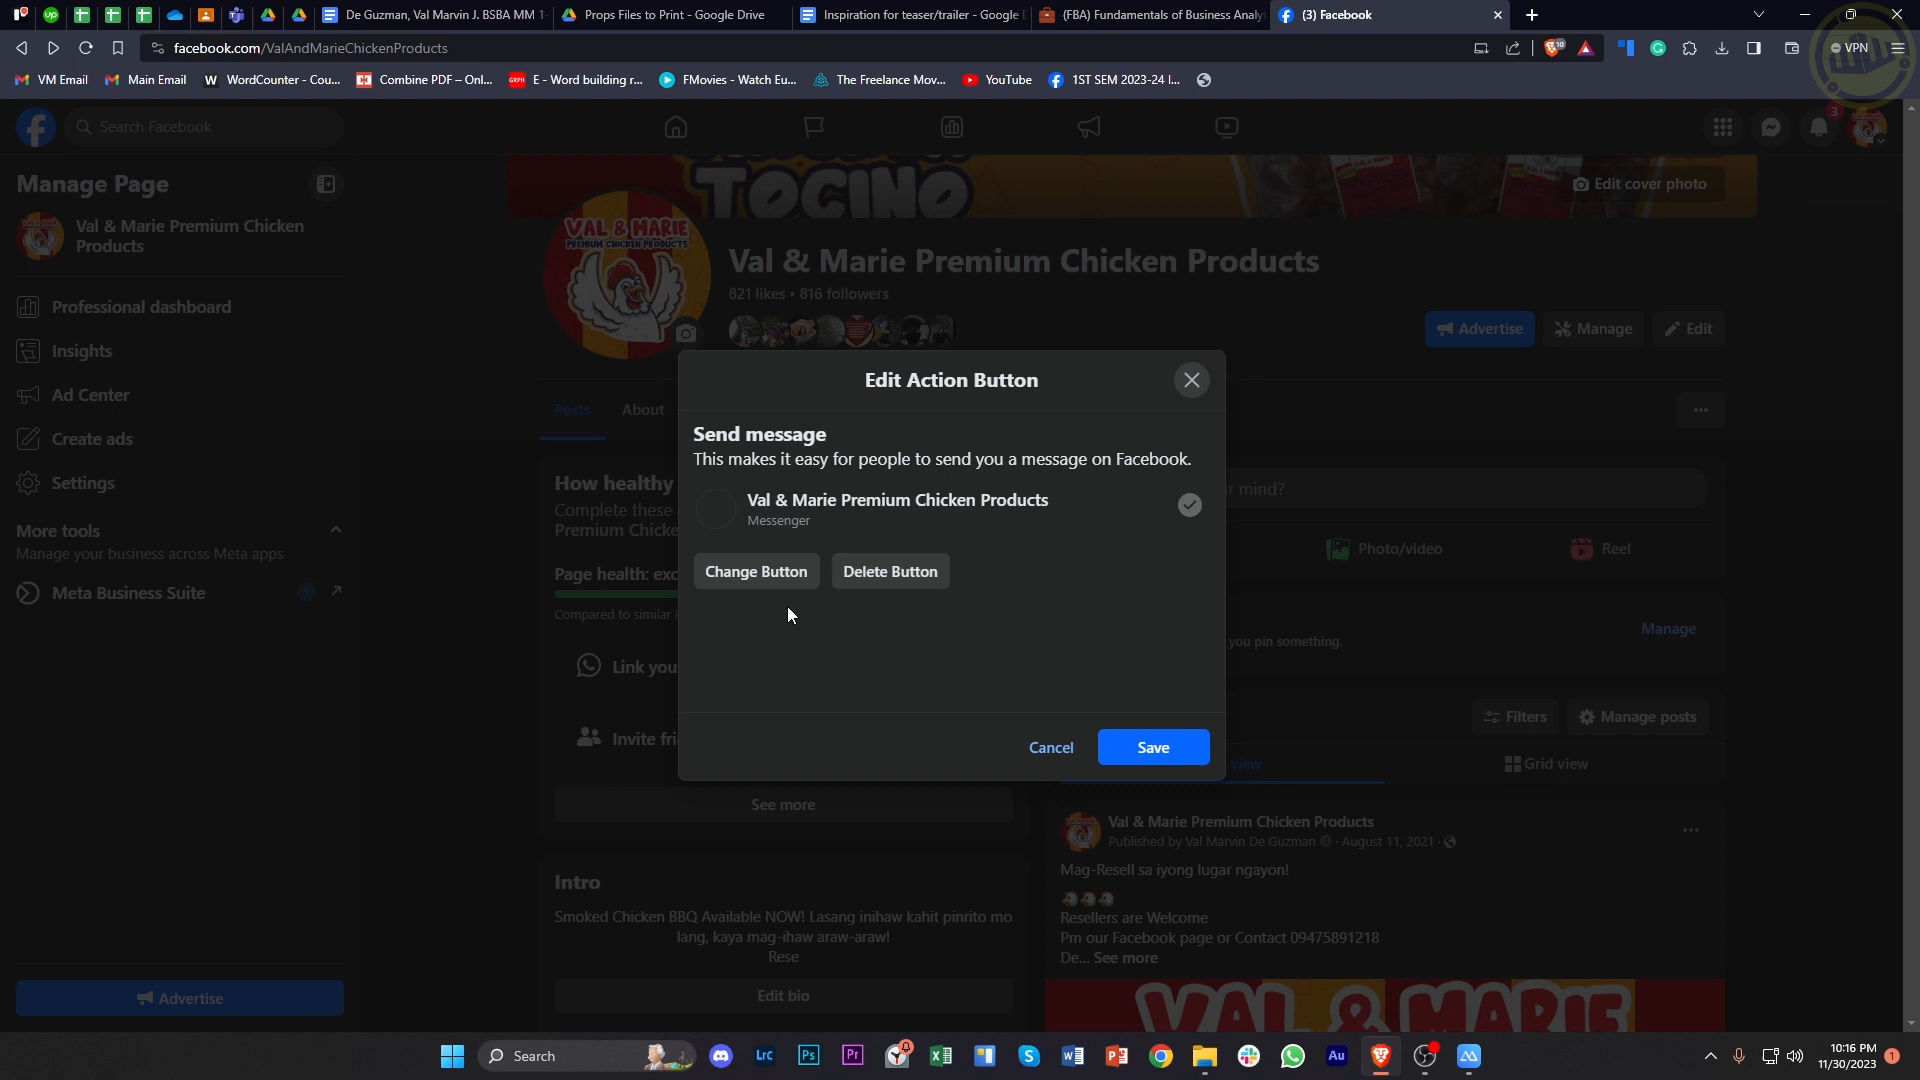 De Guzman, Val Marvin J. BSBA MM 1-
Props Files to Print - Google Drive
Inspiration for teaser/trailer - Google
(FBA) Fundamentals of Business Analy
(3) Facebook
facebook.com/ValAndMarieChickenProducts
VPN
VM Email
Main Email
WordCounter - Cou...
Combine PDF – Onl...
E - Word building r...
FMovies - Watch Eu...
The Freelance Mov...
YouTube
1ST SEM 2023-24 I...
Search Facebook
3
Manage Page
Val & Marie Premium Chicken
Products
Professional dashboard
Insights
Ad Center
Create ads
Settings
More tools
Manage your business across Meta apps
Meta Business Suite
Advertise
TOCINO
Edit cover photo
VAL & MARIE
PREMIUM CHICKEN PRODUCTS
Val & Marie Premium Chicken Products
821 likes • 816 followers
Advertise
Manage
Edit
Posts
About
Edit Action Button
Send message
This makes it easy for people to send you a message on Facebook.
Val & Marie Premium Chicken Products
Messenger
Change Button
Delete Button
Cancel
Save
How healthy
Complete these
Premium Chicke
Page health: exc
Compared to similar
Link you
Invite fri
See more
Intro
Smoked Chicken BBQ Available NOW! Lasang inihaw kahit pinrito mo
lang, kaya mag-ihaw araw-araw!
Rese
Edit bio
r mind?
Photo/video
Reel
you pin something.
Manage
Filters
Manage posts
view
Grid view
Val & Marie Premium Chicken Products
Published by Val Marvin De Guzman · August 11, 2021 ·
Mag-Resell sa iyong lugar ngayon!
Resellers are Welcome
Pm our Facebook page or Contact 09475891218
De... See more
VAL & MARIE
Search
10:16 PM
11/30/2023
1